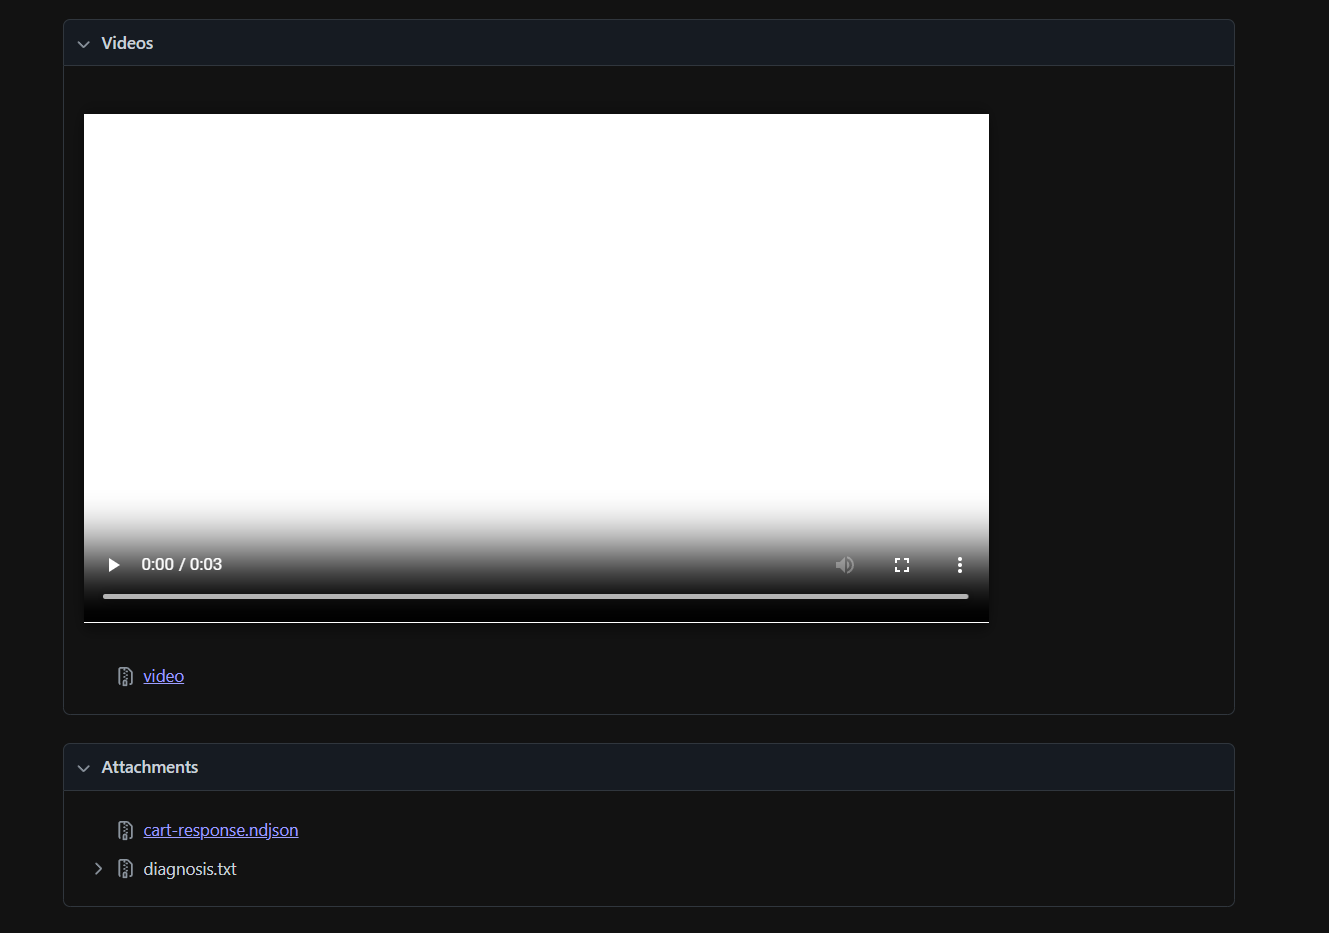 Videos
0:00 / 0:03
video
Attachments
cart-response.ndjson
diagnosis.txt